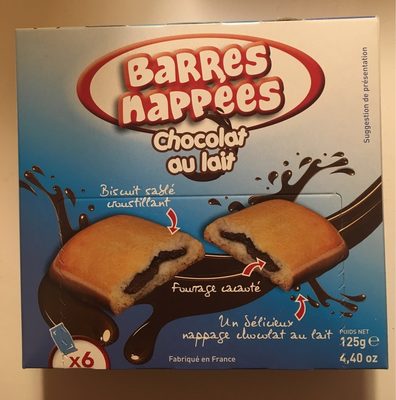 BARRES
nappées
Chocolat
au lait
Suggestion de présentation
Biscuit sablé
croustillant
Fourrage cacaoté
Un délicieux
nappage chocolat au lait
POIDS NET
125g e
4,40 oz
x6
Fabriqué en France